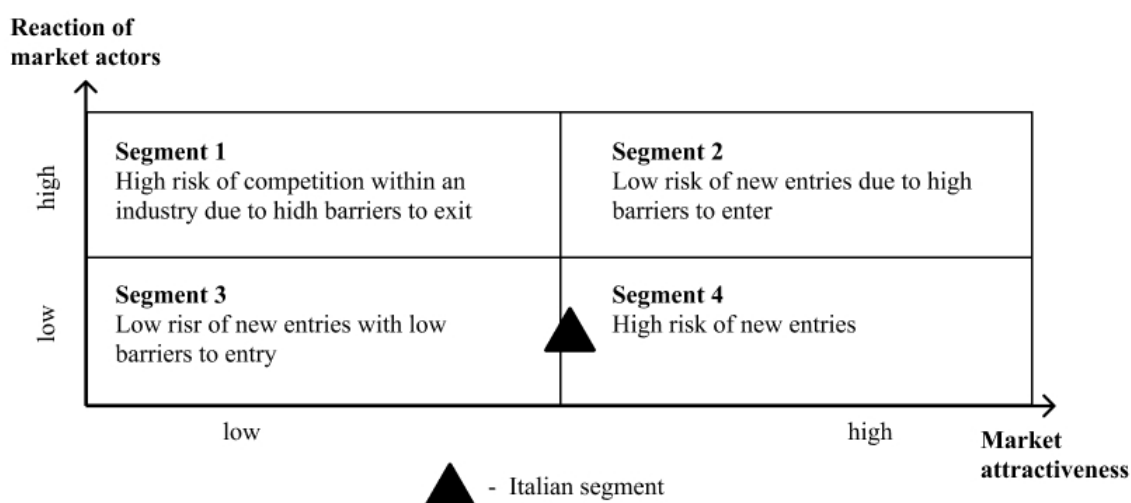 Reaction of
market actors
high
low
Segment 1
High risk of competition within an
industry due to hidh barriers to exit
Segment 2
Low risk of new entries due to high
barriers to enter
Segment 3
Low risr of new entries with low
barriers to entry
Segment 4
High risk of new entries
low
high
Market
attractiveness
- Italian segment